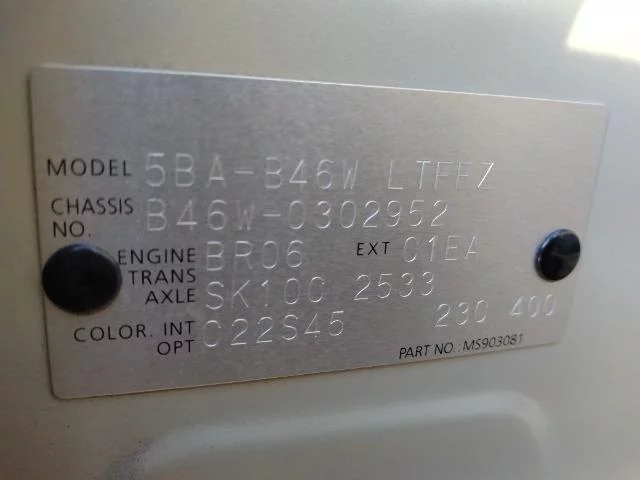 MODEL 5BA-B46W LTFEZ
CHASSIS NO. B46W-0302952
ENGINE BR06 EXT C1EA
TRANS AXLE SK10C 2533
COLOR. INT OPT C22S45 230 400
PART NO.: MS903081